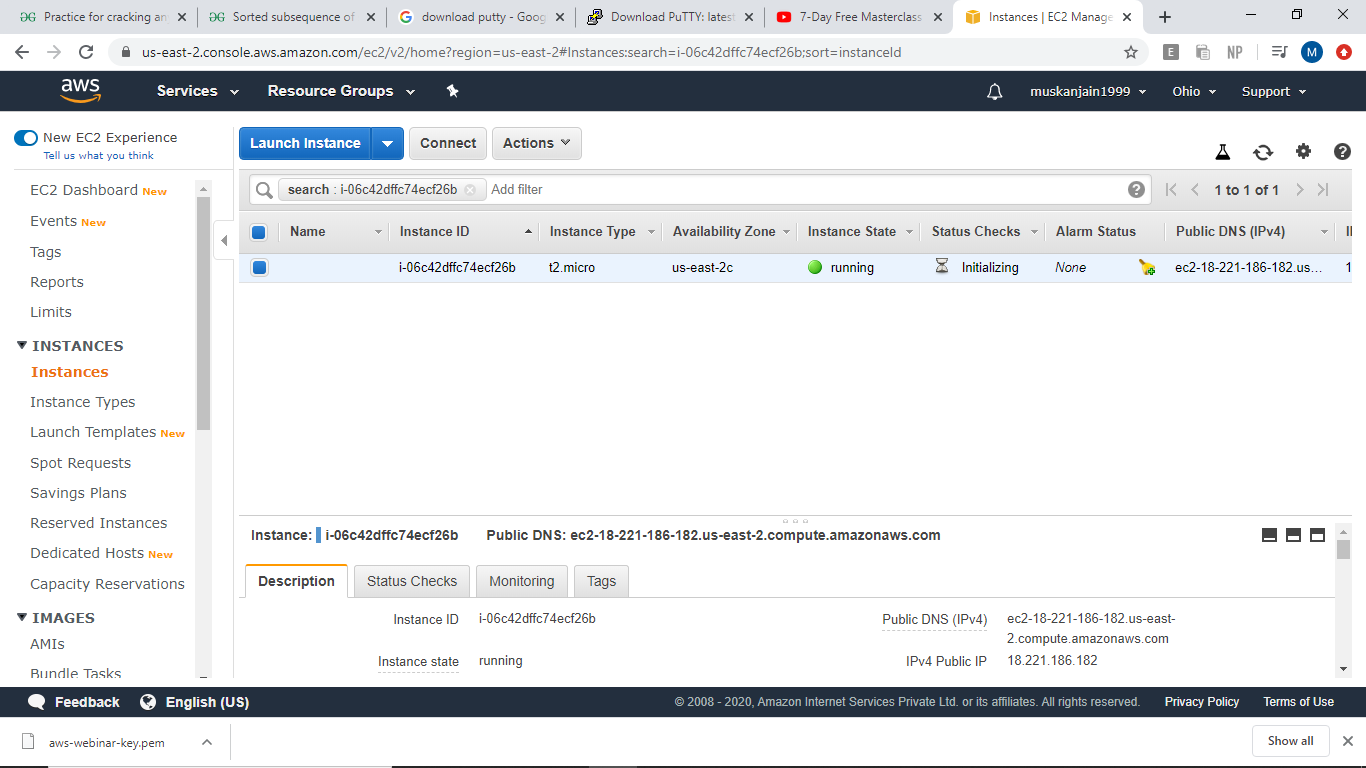 Practice for cracking an
Sorted subsequence of
download putty - Goog
Download PuTTY: latest
7-Day Free Masterclass
Instances | EC2 Manage
us-east-2.console.aws.amazon.com/ec2/v2/home?region=us-east-2#Instances:search=i-06c42dffc74ecf26b;sort=instanceId
E
NP
M
aws
Services
Resource Groups
muskanjain1999
Ohio
Support
New EC2 Experience
Tell us what you think
EC2 Dashboard New
Events New
Tags
Reports
Limits
INSTANCES
Instances
Instance Types
Launch Templates New
Spot Requests
Savings Plans
Reserved Instances
Dedicated Hosts New
Capacity Reservations
IMAGES
AMIs
Bundle Tasks
Launch Instance
Connect
Actions
search : i-06c42dffc74ecf26b
Add filter
1 to 1 of 1
Name Instance ID Instance Type Availability Zone Instance State Status Checks Alarm Status Public DNS (IPv4)
i-06c42dffc74ecf26b t2.micro us-east-2c running Initializing None ec2-18-221-186-182.us... 1
Instance: i-06c42dffc74ecf26b Public DNS: ec2-18-221-186-182.us-east-2.compute.amazonaws.com
Description Status Checks Monitoring Tags
Instance ID i-06c42dffc74ecf26b
Instance state running
Public DNS (IPv4) ec2-18-221-186-182.us-east-
2.compute.amazonaws.com
IPv4 Public IP 18.221.186.182
Feedback
English (US)
© 2008 - 2020, Amazon Internet Services Private Ltd. or its affiliates. All rights reserved.
Privacy Policy
Terms of Use
aws-webinar-key.pem
Show all